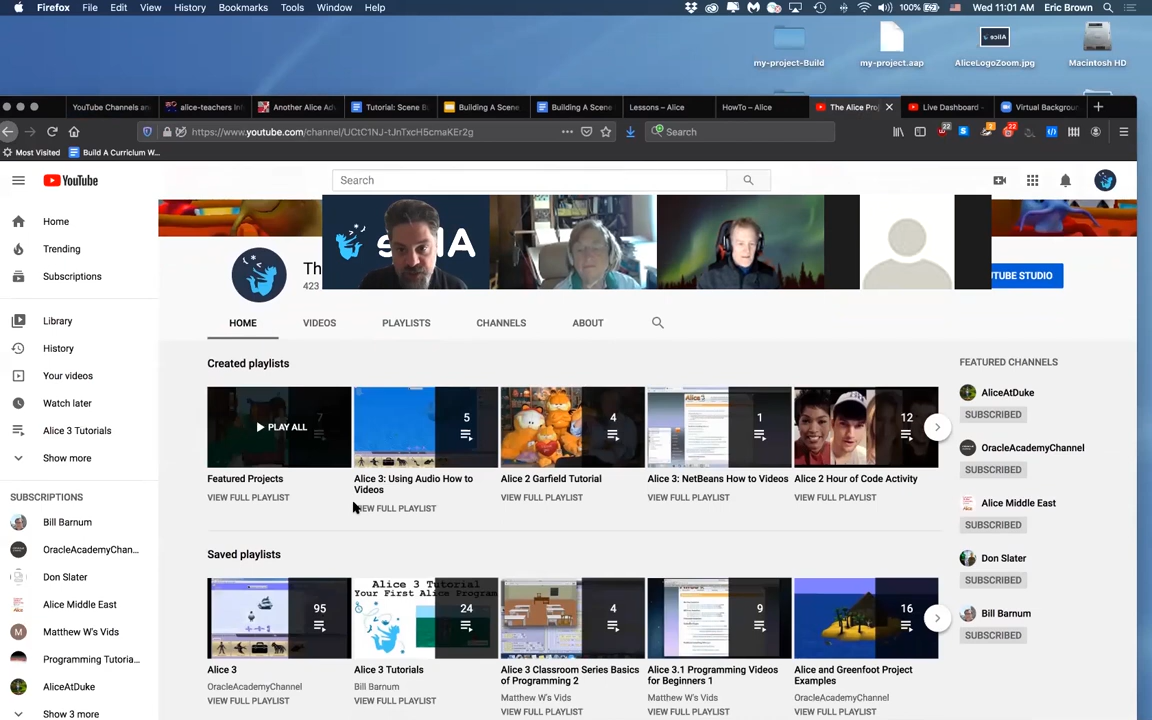 Firefox File Edit View History Bookmarks Tools Window Help 100% Wed 11:01 AM Eric Brown
my-project-Build my-project.aap AliceLogoZoom.jpg Macintosh HD
YouTube Channels an alice-teachers Inf Another Alice Adv Tutorial: Scene Bu Building A Scene Building A Scene Lessons – Alice HowTo – Alice The Alice Proj Live Dashboard - Virtual Backgrou
https://www.youtube.com/channel/UCtC1NJ-tJnTxcH5cmaKEr2g Search
Most Visited Build A Curricium W...
YouTube
Search
Home
Trending
Subscriptions
Library
History
Your videos
Watch later
Alice 3 Tutorials
Show more
SUBSCRIPTIONS
Bill Barnum
OracleAcademyChan...
Don Slater
Alice Middle East
Matthew W's Vids
Programming Tutoria...
AliceAtDuke
Show 3 more
Th
423
UTUBE STUDIO
HOME VIDEOS PLAYLISTS CHANNELS ABOUT
Created playlists
7 PLAY ALL
Featured Projects
VIEW FULL PLAYLIST
5
Alice 3: Using Audio How to
Videos
VIEW FULL PLAYLIST
4
Alice 2 Garfield Tutorial
VIEW FULL PLAYLIST
1
Alice 3: NetBeans How to Videos
VIEW FULL PLAYLIST
12
Alice 2 Hour of Code Activity
VIEW FULL PLAYLIST
Saved playlists
95
Alice 3
OracleAcademyChannel
VIEW FULL PLAYLIST
Alice 3 Tutorial
Your First Alice Program
24
Alice 3 Tutorials
Bill Barnum
VIEW FULL PLAYLIST
4
Alice 3 Classroom Series Basics
of Programming 2
Matthew W's Vids
VIEW FULL PLAYLIST
9
Alice 3.1 Programming Videos
for Beginners 1
Matthew W's Vids
VIEW FULL PLAYLIST
16
Alice and Greenfoot Project
Examples
OracleAcademyChannel
VIEW FULL PLAYLIST
FEATURED CHANNELS
AliceAtDuke
SUBSCRIBED
OracleAcademyChannel
SUBSCRIBED
Alice Middle East
SUBSCRIBED
Don Slater
SUBSCRIBED
Bill Barnum
SUBSCRIBED